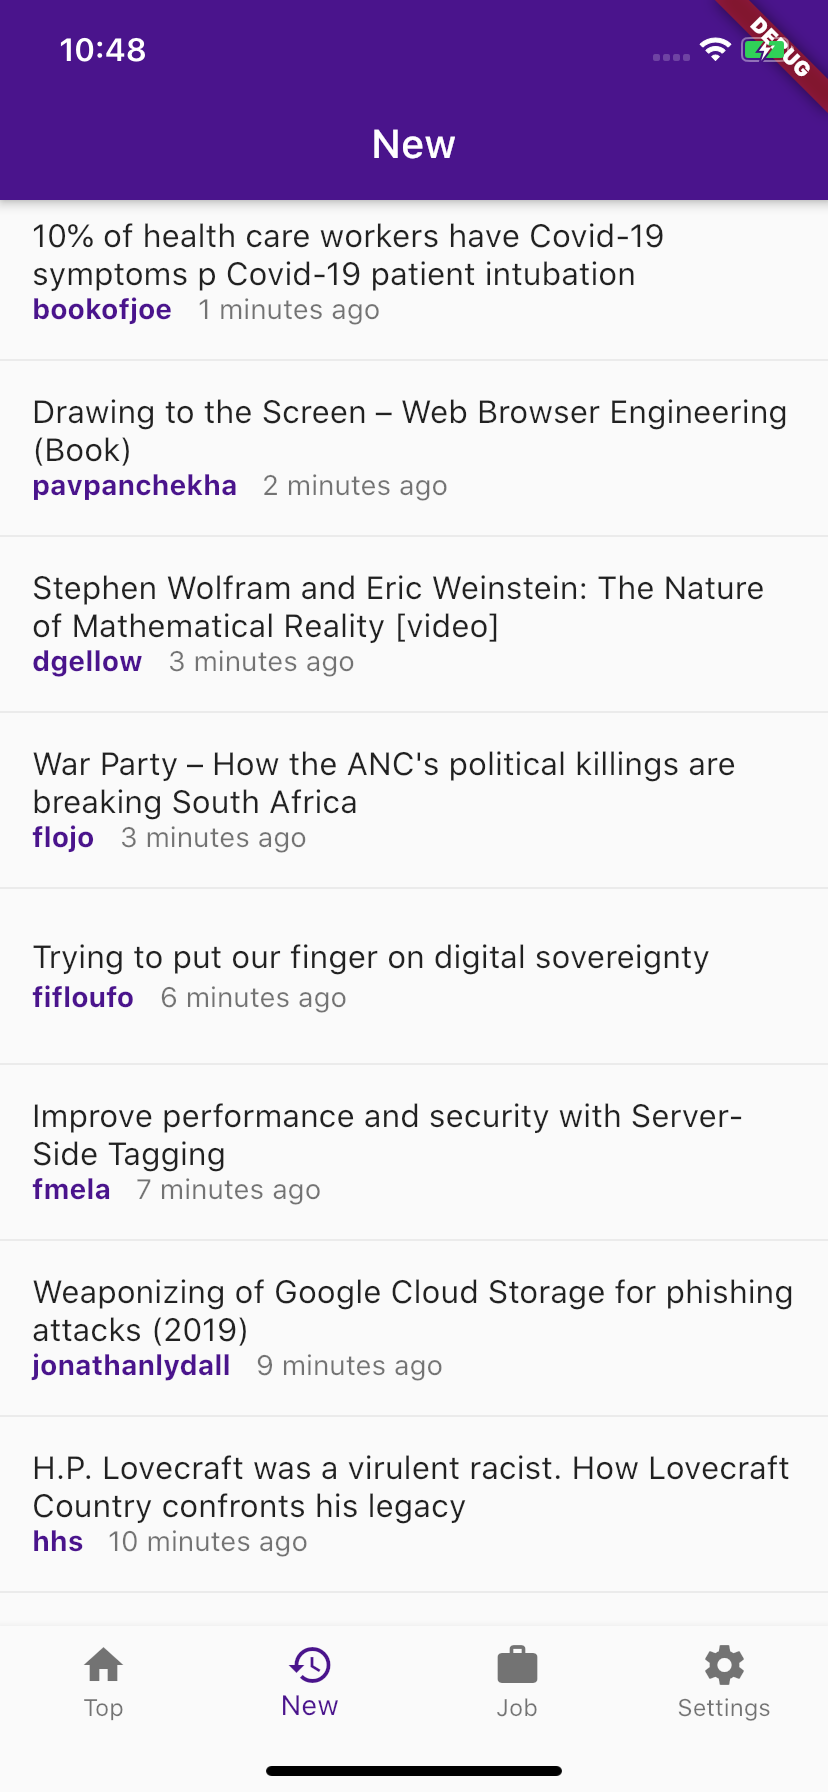 10:48
DEBUG
New
10% of health care workers have Covid-19
symptoms p Covid-19 patient intubation
bookofjoe 1 minutes ago
Drawing to the Screen – Web Browser Engineering
(Book)
pavpanchekha 2 minutes ago
Stephen Wolfram and Eric Weinstein: The Nature
of Mathematical Reality [video]
dgellow 3 minutes ago
War Party – How the ANC's political killings are
breaking South Africa
flojo 3 minutes ago
Trying to put our finger on digital sovereignty
fifloufo 6 minutes ago
Improve performance and security with Server-
Side Tagging
fmela 7 minutes ago
Weaponizing of Google Cloud Storage for phishing
attacks (2019)
jonathanlydall 9 minutes ago
H.P. Lovecraft was a virulent racist. How Lovecraft
Country confronts his legacy
hhs 10 minutes ago
Top New Job Settings